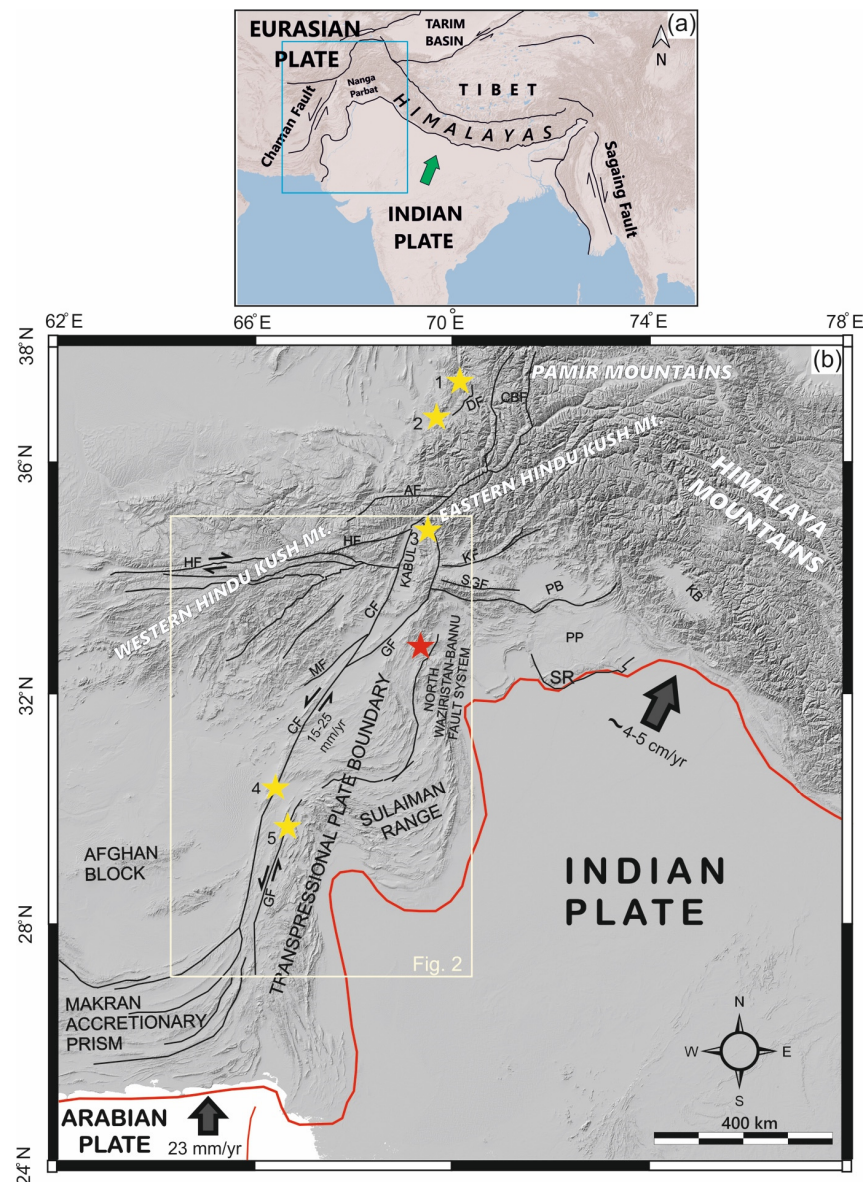 (a)
EURASIAN
PLATE
TARIM
BASIN
N
Nanga
Parbat
TIBET
HIMALAYAS
Chaman Fault
Sagaing Fault
INDIAN
PLATE
62°E
66°E
70°E
74°E
78°E
38°N
36°N
32°N
28°N
24°N
(b)
1
2
DF
CBF
PAMIR MOUNTAINS
AF
EASTERN HINDU KUSH Mt.
HIMALAYA
MOUNTAINS
3
HF
HF
WESTERN HINDU KUSH Mt.
KABUL
KF
SGF
PB
KB
CF
GF
PP
MF
SR
NORTH
WAZIRISTAN-BANNU
FAULT SYSTEM
CF
15-25
mm/yr
~4-5 cm/yr
TRANSPRESSIONAL PLATE BOUNDARY
4
5
SULAIMAN
RANGE
AFGHAN
BLOCK
GF
INDIAN
PLATE
Fig. 2
MAKRAN
ACCRETIONARY
PRISM
N
W
E
S
ARABIAN
PLATE
23 mm/yr
400 km